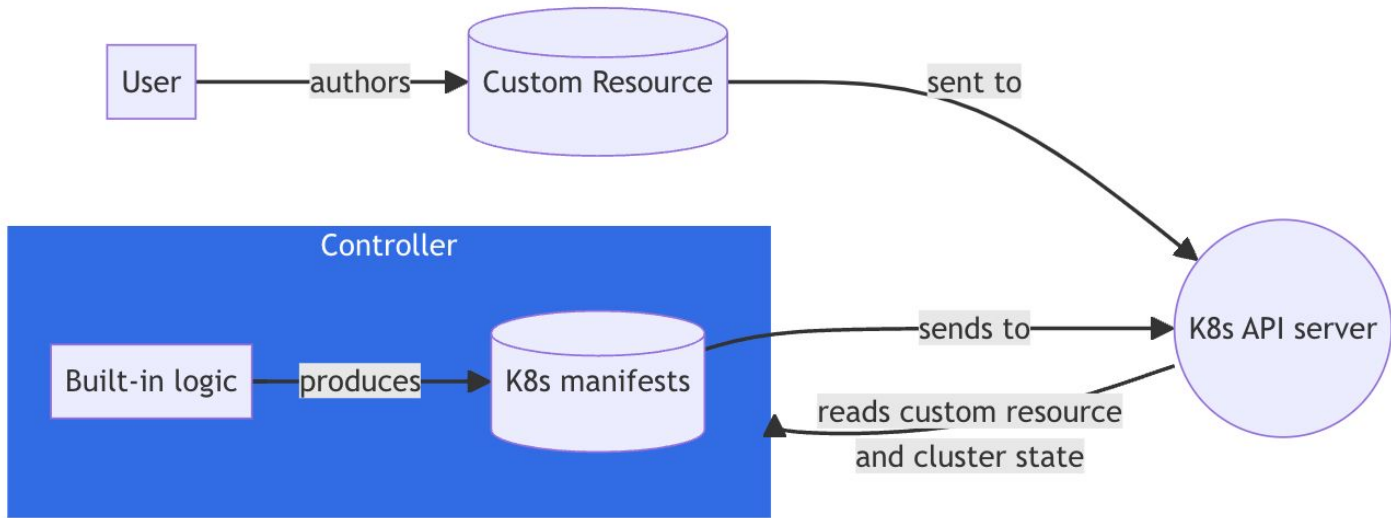 User
authors
Custom Resource
sent to
Controller
Built-in logic
produces
K8s manifests
sends to
K8s API server
reads custom resource
and cluster state